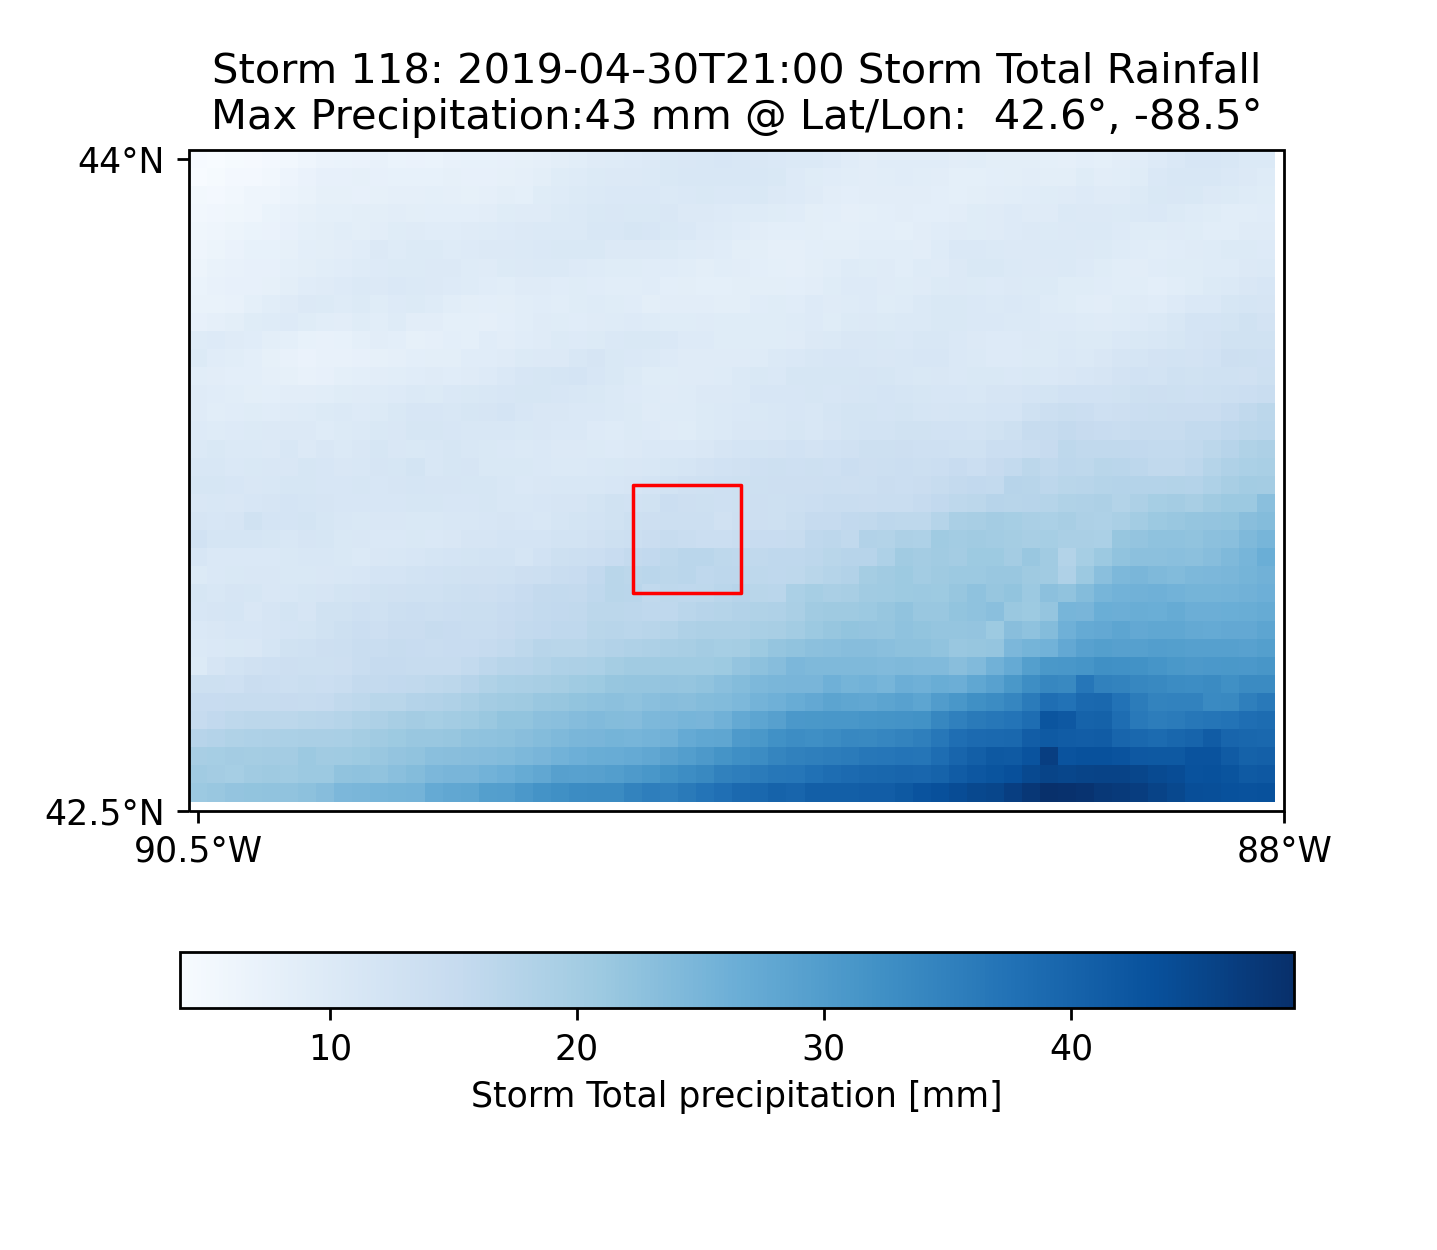 Storm 118: 2019-04-30T21:00 Storm Total Rainfall
Max Precipitation:43 mm @ Lat/Lon:  42.6°, -88.5°
44°N
42.5°N
90.5°W
88°W
10
20
30
40
Storm Total precipitation [mm]